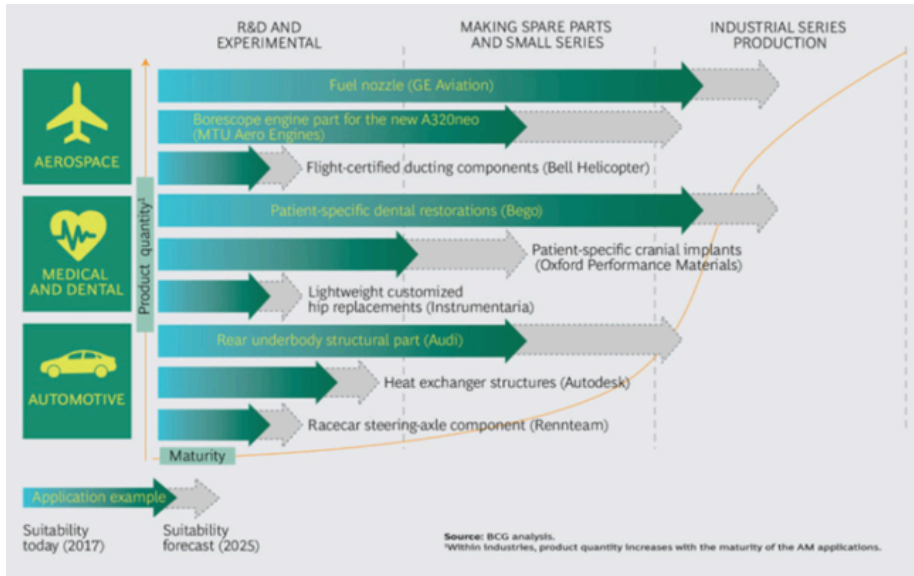 R&D AND
EXPERIMENTAL
MAKING SPARE PARTS
AND SMALL SERIES
INDUSTRIAL SERIES
PRODUCTION
AEROSPACE
Fuel nozzle (GE Aviation)
Borescope engine part for the new A320neo
(MTU Aero Engines)
Flight-certified ducting components (Bell Helicopter)
Product quantity¹
MEDICAL
AND DENTAL
Patient-specific dental restorations (Bego)
Patient-specific cranial implants
(Oxford Performance Materials)
Lightweight customized
hip replacements (Instrumentaria)
AUTOMOTIVE
Rear underbody structural part (Audi)
Heat exchanger structures (Autodesk)
Racecar steering-axle component (Rennteam)
Maturity
Application example
Suitability
today (2017)
Suitability
forecast (2025)
Source: BCG analysis.
¹Within industries, product quantity increases with the maturity of the AM applications.